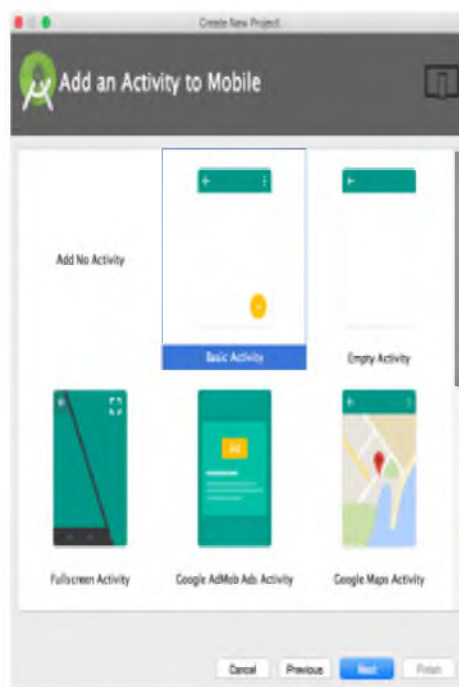 Create New Project
Add an Activity to Mobile
Add No Activity
Basic Activity
Empty Activity
Ad
Fullscreen Activity
Google AdMob Ads Activity
Google Maps Activity
Cancel
Previous
Next
Finish